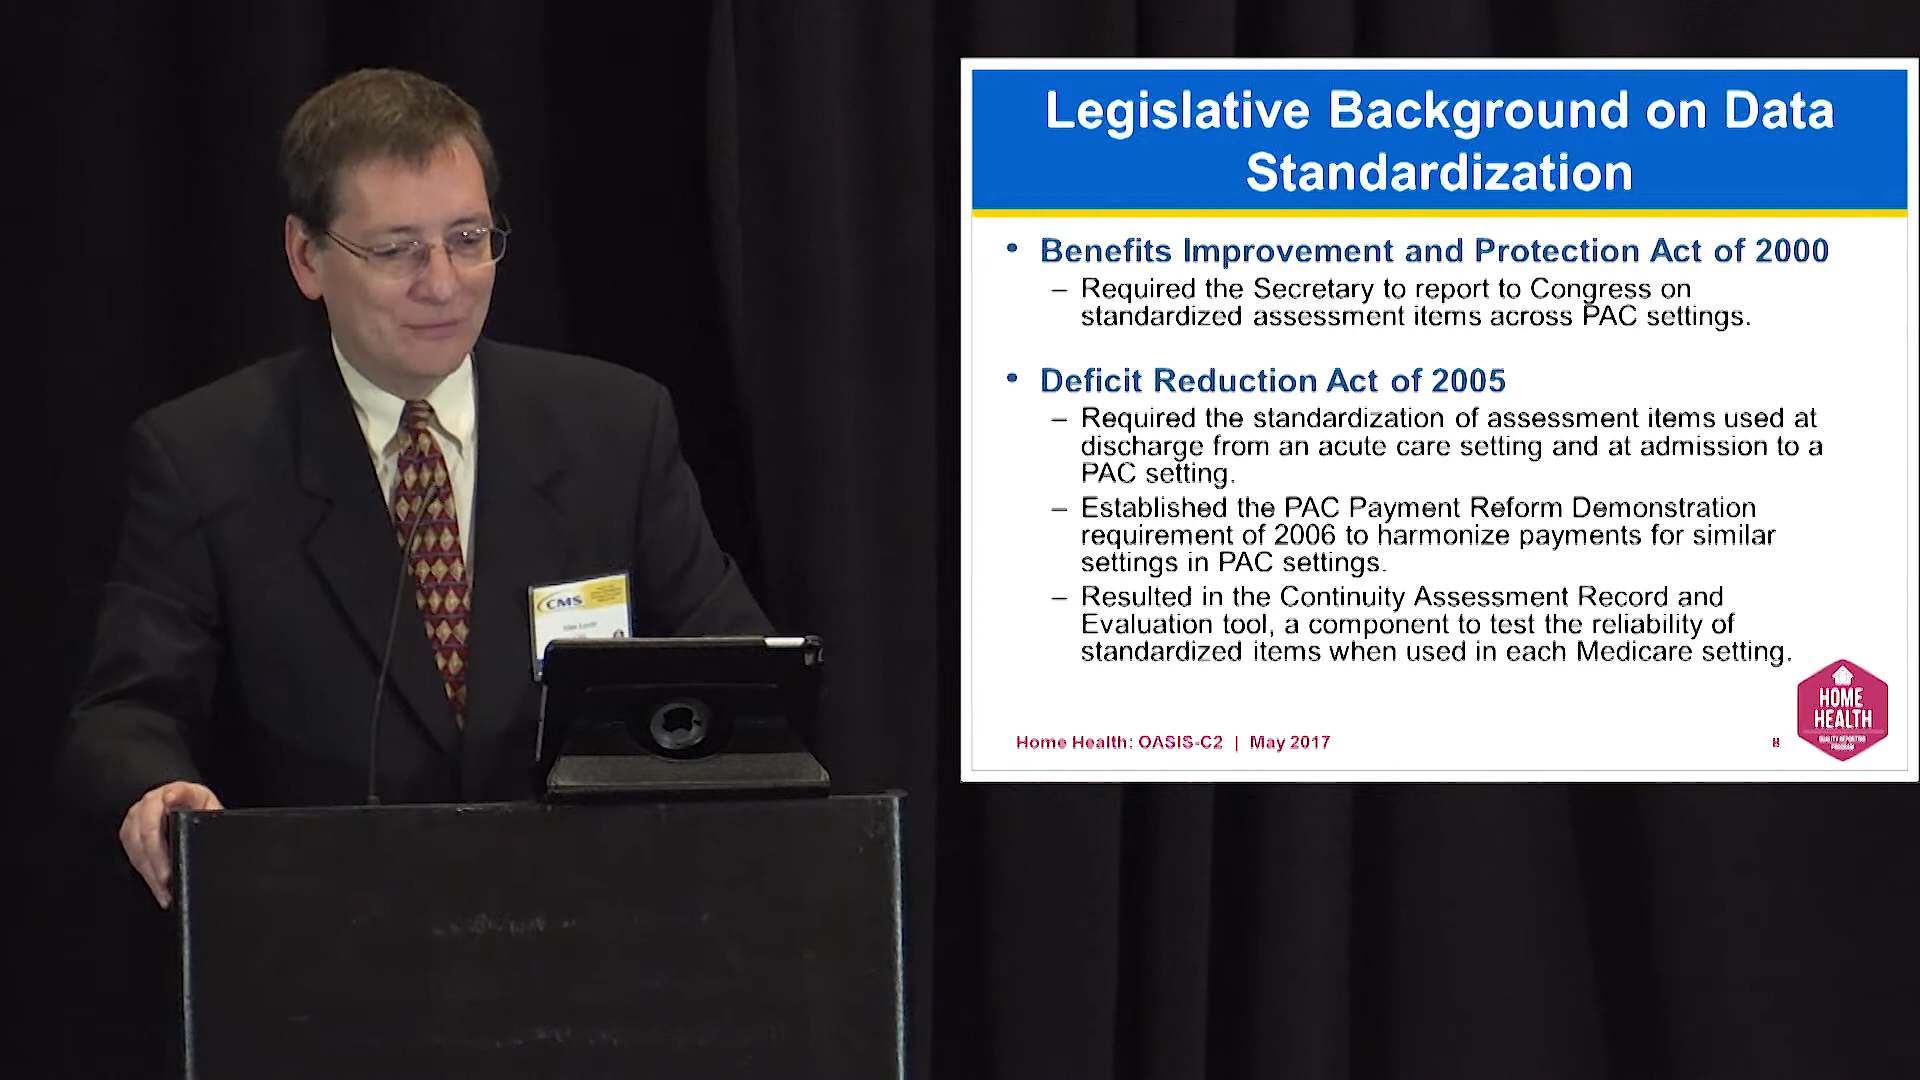 Legislative Background on Data
Standardization
• Benefits Improvement and Protection Act of 2000
– Required the Secretary to report to Congress on
standardized assessment items across PAC settings.
• Deficit Reduction Act of 2005
– Required the standardization of assessment items used at
discharge from an acute care setting and at admission to a
PAC setting.
– Established the PAC Payment Reform Demonstration
requirement of 2006 to harmonize payments for similar
settings in PAC settings.
– Resulted in the Continuity Assessment Record and
Evaluation tool, a component to test the reliability of
standardized items when used in each Medicare setting.
Home Health: OASIS-C2 | May 2017
8
HOME
HEALTH
QUALITY REPORTING
PROGRAM
CMS